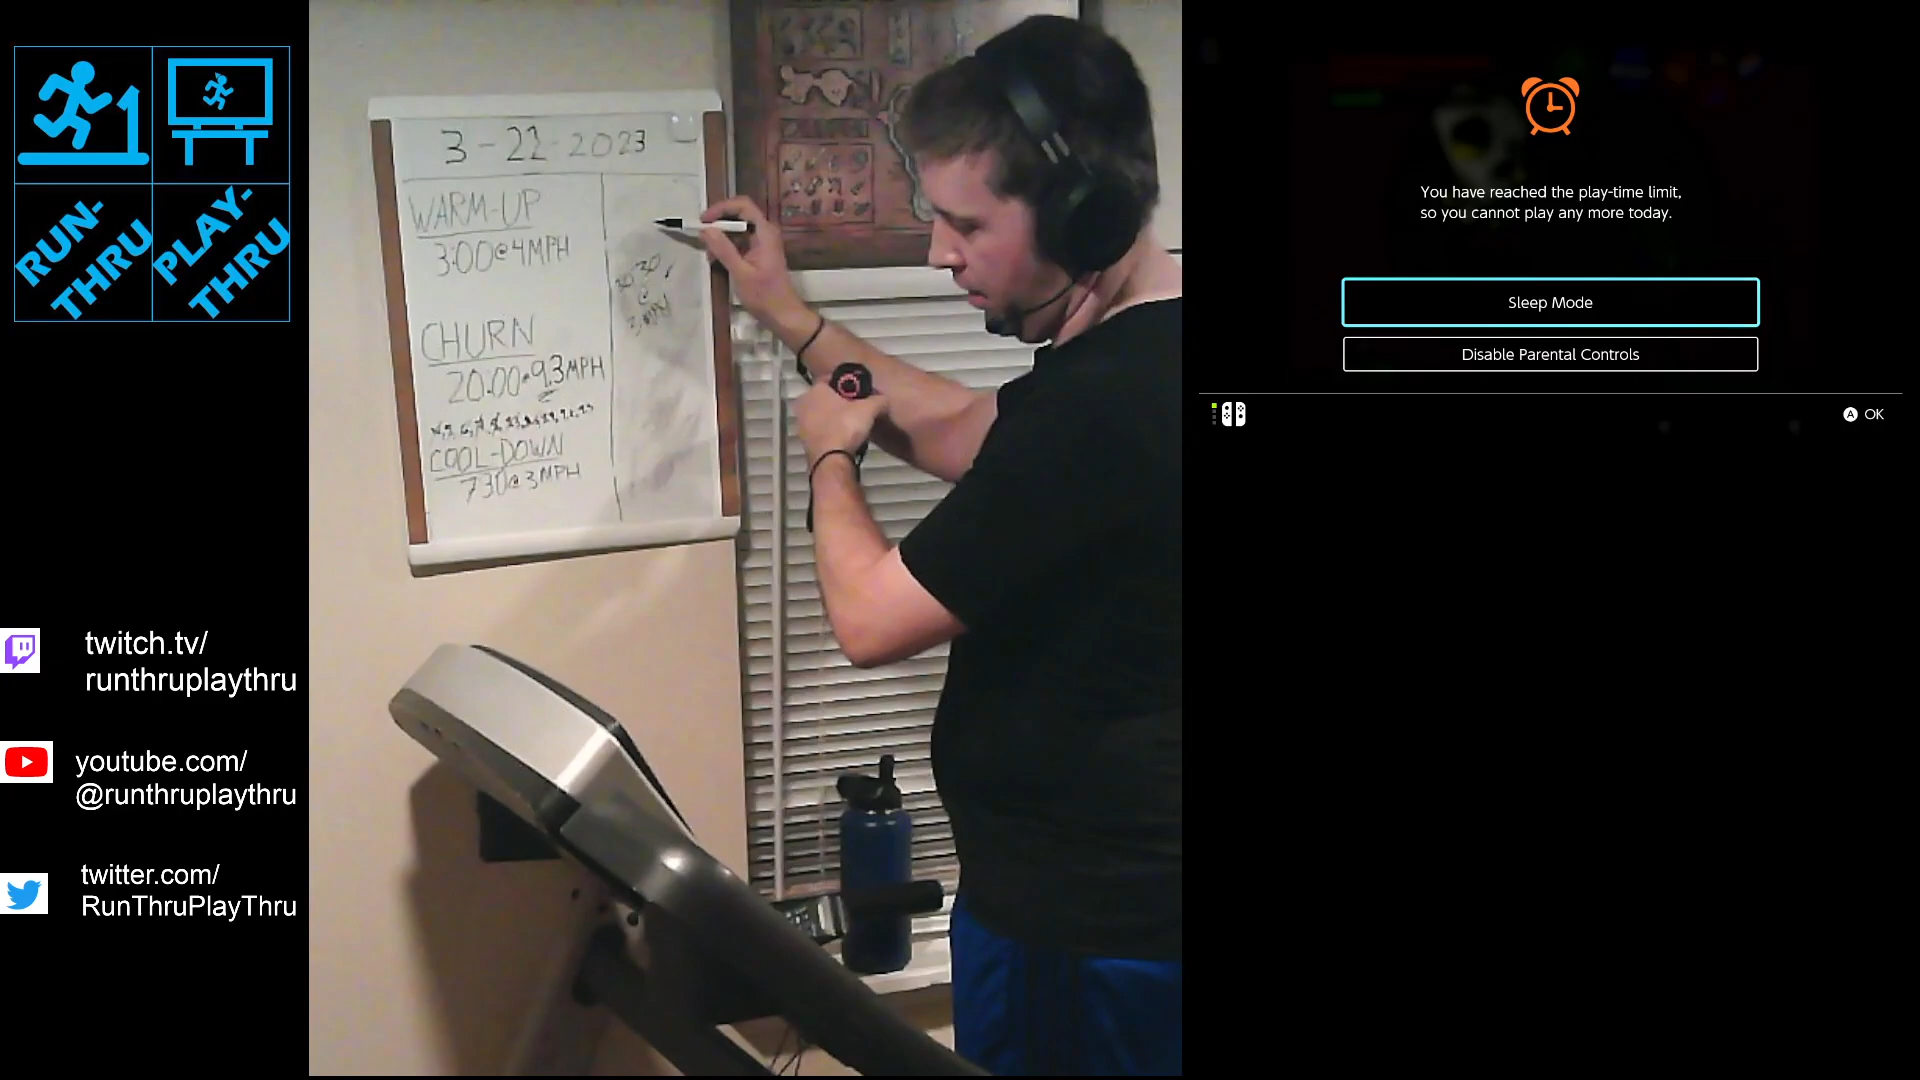 RUN-
THRU
PLAY-
THRU
twitch.tv/
runthruplaythru
youtube.com/
@runthruplaythru
twitter.com/
RunThruPlayThru
3-22-2023
WARM-UP
3:00@4MPH
CHURN
20:00@9.3MPH
COOL-DOWN
730@3MPH
You have reached the play-time limit,
so you cannot play any more today.
Sleep Mode
Disable Parental Controls
A OK